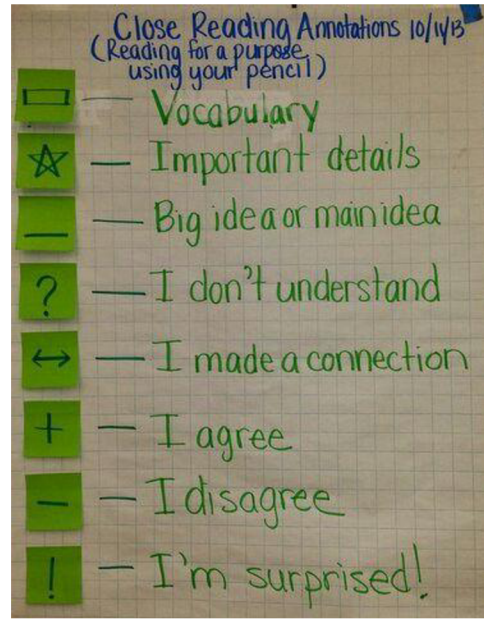 Close Reading Annotations 10/14/13
(Reading for a purpose
using your pencil)
— Vocabulary
☆ — Important details
— Big idea or main idea
? — I don't understand
↔ — I made a connection
+ — I agree
- — I disagree
! — I'm surprised!